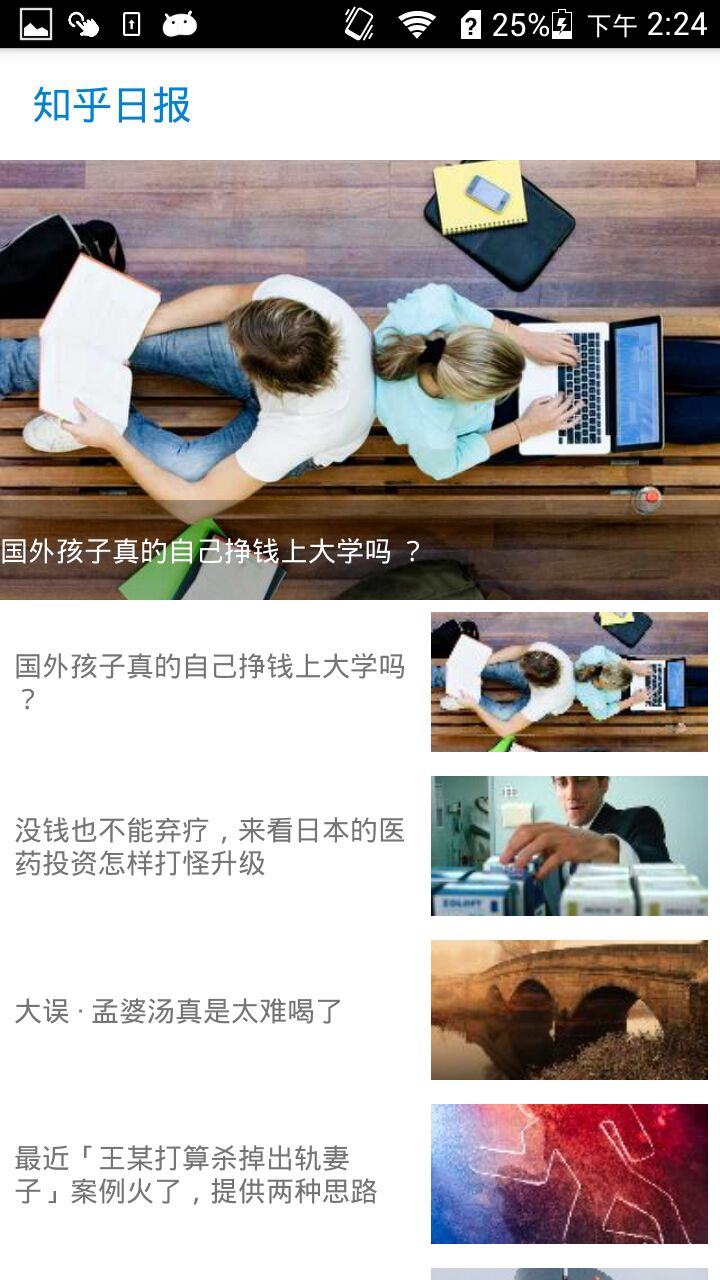 25% 下午 2:24
知乎日报
国外孩子真的自己挣钱上大学吗 ？
国外孩子真的自己挣钱上大学吗
？
没钱也不能弃疗，来看日本的医
药投资怎样打怪升级
ZOLOFT
大误 · 孟婆汤真是太难喝了
最近「王某打算杀掉出轨妻
子」案例火了，提供两种思路